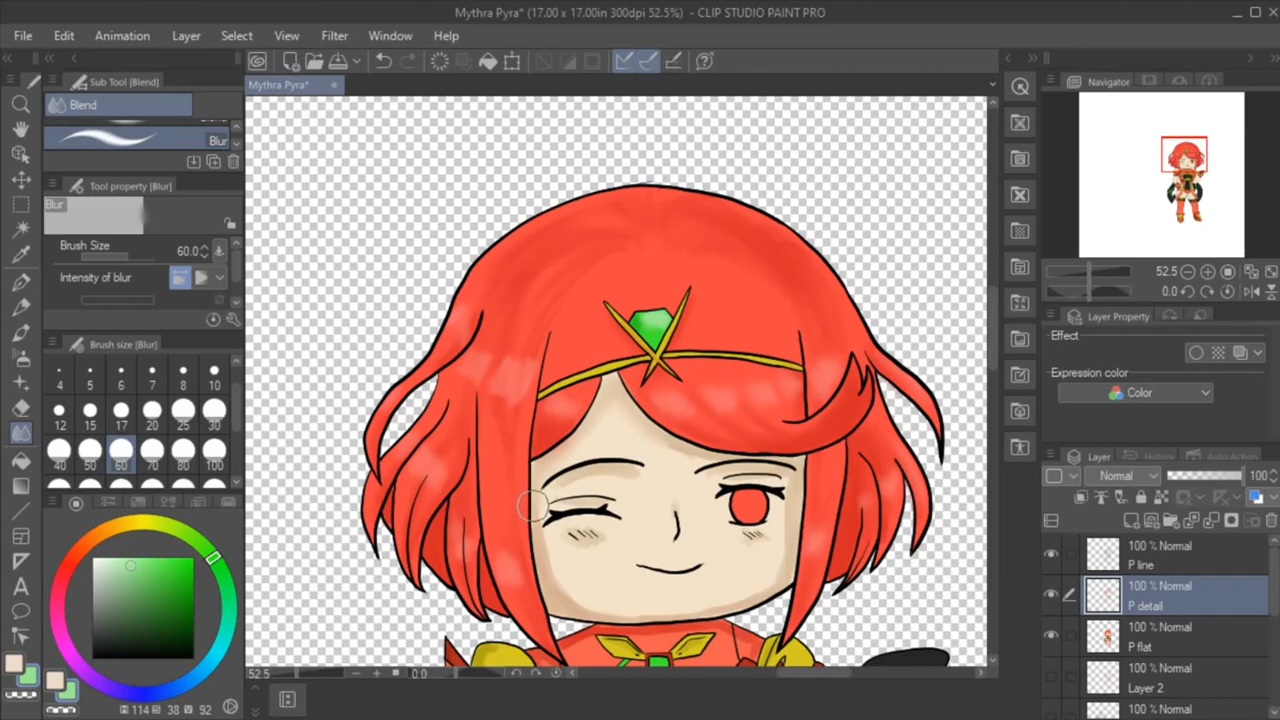 Mythra Pyra* (17.00 x 17.00in 300dpi 52.5%) - CLIP STUDIO PAINT PRO
File Edit Animation Layer Select View Filter Window Help
Sub Tool [Blend]
Blend
Blur
Tool property [Blur]
Blur
Brush Size 60.0
Intensity of blur
Brush size [Blur]
4 5 6 7 8 10
12 15 17 20 25 30
40 50 60 70 80 100
114 38 92
Mythra Pyra*
52.5 0.0
Navigator
52.5
0.0
Layer Property
Effect
Expression color
Color
Layer History Auto Action
Normal 100
100 % Normal
P line
100 % Normal
P detail
100 % Normal
P flat
100 % Normal
Layer 2
100 % Normal